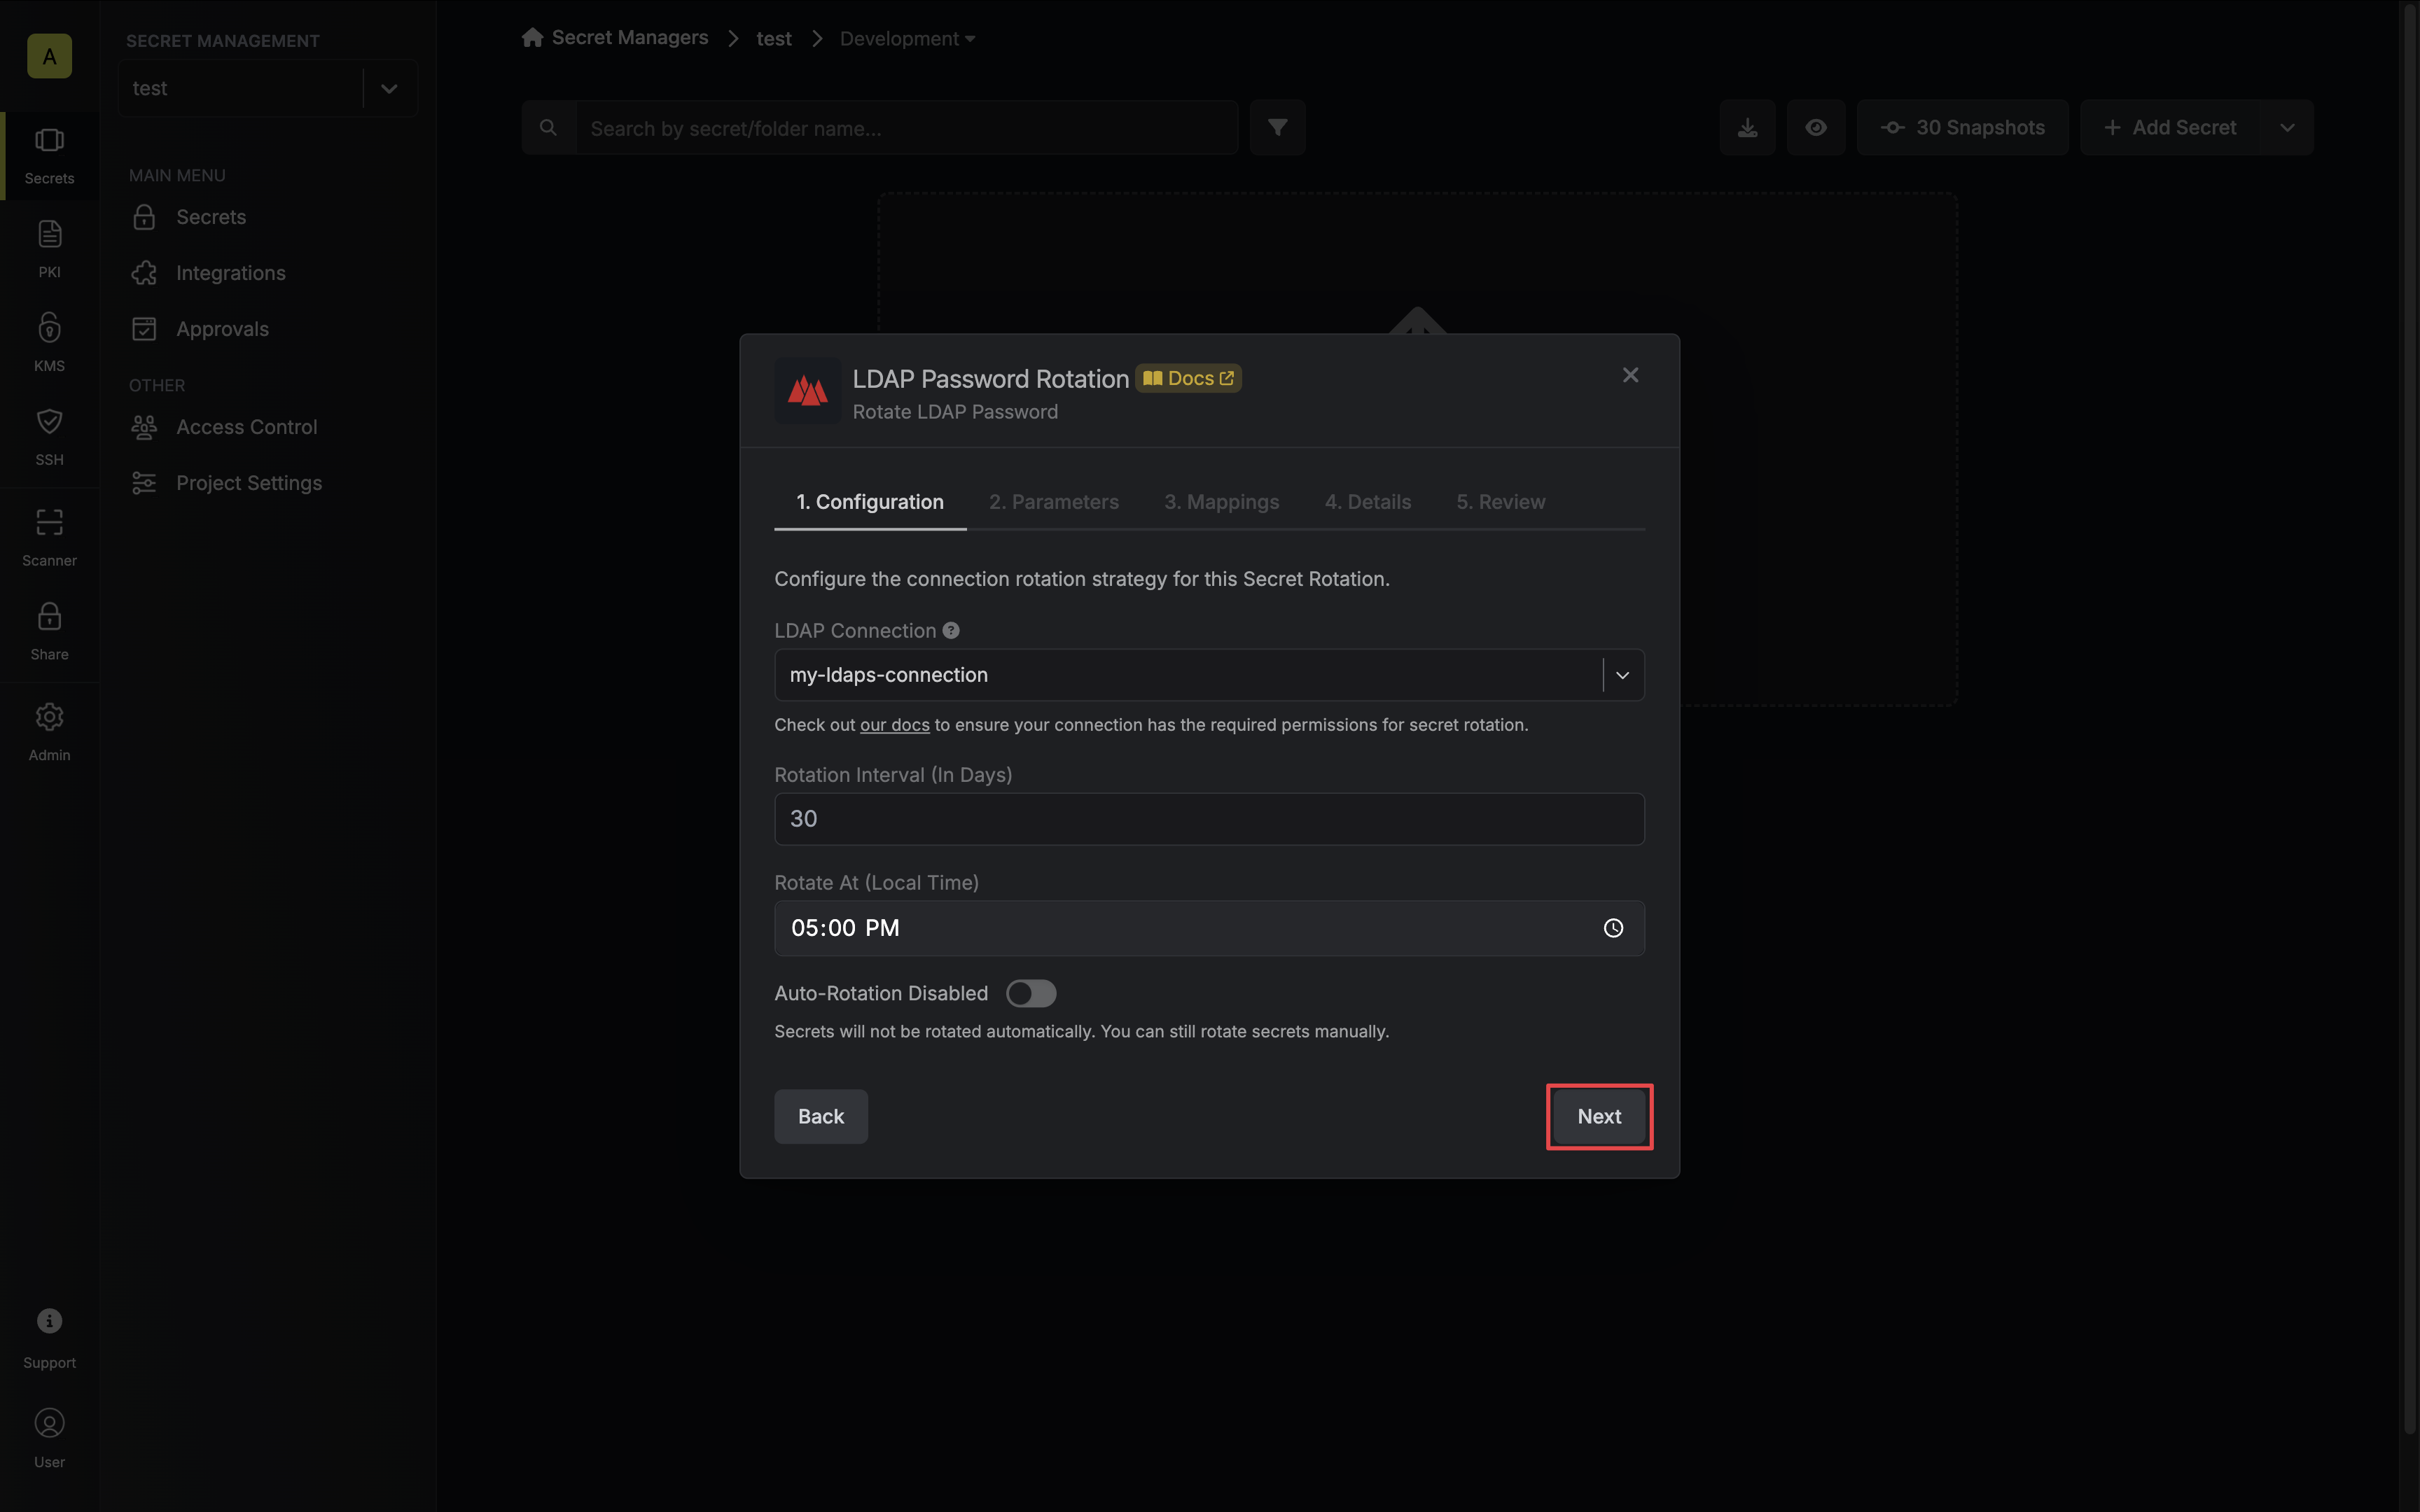 A
Secrets
PKI
KMS
SSH
Scanner
Share
Admin
Support
User
SECRET MANAGEMENT
test
MAIN MENU
Secrets
Integrations
Approvals
OTHER
Access Control
Project Settings
Secret Managers > test > Development
Search by secret/folder name...
30 Snapshots
+ Add Secret
LDAP Password Rotation Docs
Rotate LDAP Password
1. Configuration 2. Parameters 3. Mappings 4. Details 5. Review
Configure the connection rotation strategy for this Secret Rotation.
LDAP Connection ?
my-ldaps-connection
Check out our docs to ensure your connection has the required permissions for secret rotation.
Rotation Interval (In Days)
30
Rotate At (Local Time)
05:00 PM
Auto-Rotation Disabled
Secrets will not be rotated automatically. You can still rotate secrets manually.
Back Next